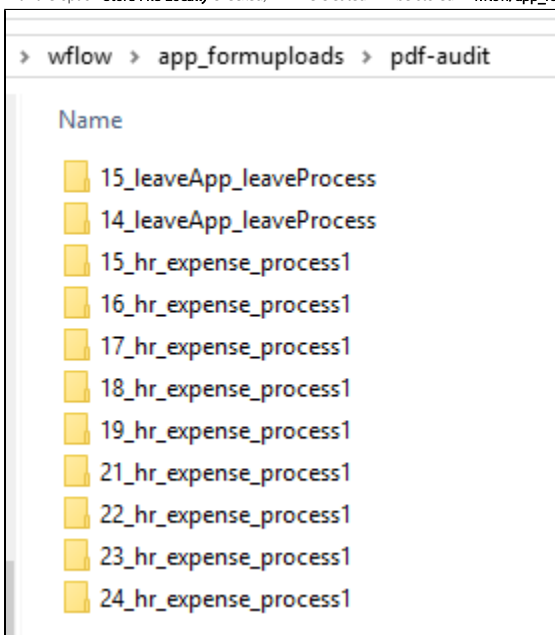 > wflow > app_formuploads > pdf-audit
Name
15_leaveApp_leaveProcess
14_leaveApp_leaveProcess
15_hr_expense_process1
16_hr_expense_process1
17_hr_expense_process1
18_hr_expense_process1
19_hr_expense_process1
21_hr_expense_process1
22_hr_expense_process1
23_hr_expense_process1
24_hr_expense_process1